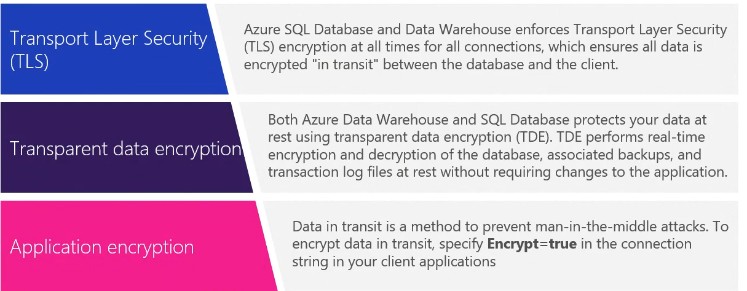 Transport Layer Security
(TLS)
Azure SQL Database and Data Warehouse enforces Transport Layer Security
(TLS) encryption at all times for all connections, which ensures all data is
encrypted "in transit" between the database and the client.
Transparent data encryption
Both Azure Data Warehouse and SQL Database protects your data at
rest using transparent data encryption (TDE). TDE performs real-time
encryption and decryption of the database, associated backups, and
transaction log files at rest without requiring changes to the application.
Application encryption
Data in transit is a method to prevent man-in-the-middle attacks. To
encrypt data in transit, specify Encrypt=true in the connection
string in your client applications